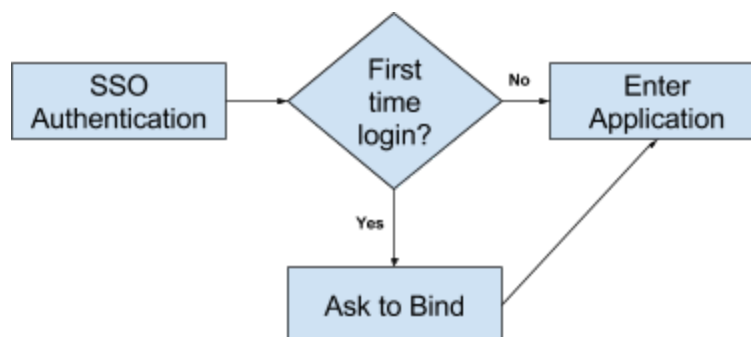 SSO
Authentication
First
time
login?
No
Enter
Application
Yes
Ask to Bind